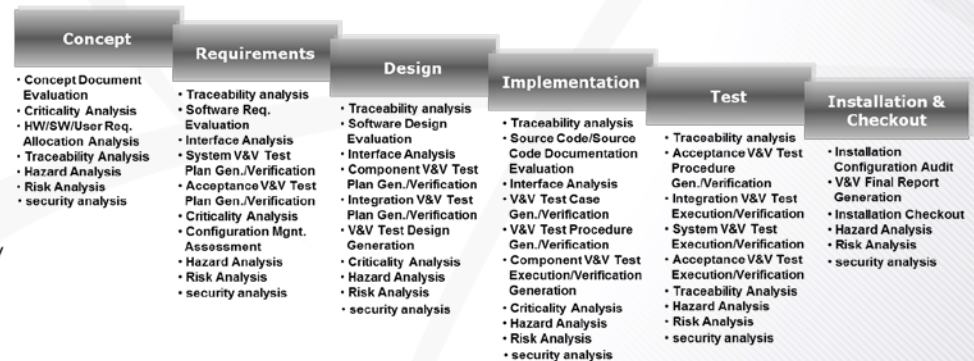 Concept
• Concept Document
Evaluation
• Criticality Analysis
• HW/SW/User Req.
Allocation Analysis
• Traceability Analysis
• Hazard Analysis
• Risk Analysis
• security analysis
Requirements
• Traceability analysis
• Software Req.
Evaluation
• Interface Analysis
• System V&V Test
Plan Gen./Verification
• Acceptance V&V Test
Plan Gen./Verification
• Criticality Analysis
• Configuration Mgnt.
Assessment
• Hazard Analysis
• Risk Analysis
• security analysis
Design
• Traceability analysis
• Software Design
Evaluation
• Interface Analysis
• Component V&V Test
Plan Gen./Verification
• Integration V&V Test
Plan Gen./Verification
• V&V Test Design
Generation
• Criticality Analysis
• Hazard Analysis
• Risk Analysis
• security analysis
Implementation
• Traceability analysis
• Source Code/Source
Code Documentation
Evaluation
• Interface Analysis
• V&V Test Case
Gen./Verification
• V&V Test Procedure
Gen./Verification
• Component V&V Test
Execution/Verification
Generation
• Criticality Analysis
• Hazard Analysis
• Risk Analysis
• security analysis
Test
• Traceability analysis
• Acceptance V&V Test
Procedure
Gen./Verification
• Integration V&V Test
Execution/Verification
• System V&V Test
Execution/Verification
• Acceptance V&V Test
Execution/Verification
• Traceability Analysis
• Hazard Analysis
• Risk Analysis
• security analysis
Installation &
Checkout
• Installation
Configuration Audit
• V&V Final Report
Generation
• Installation Checkout
• Hazard Analysis
• Risk Analysis
• security analysis